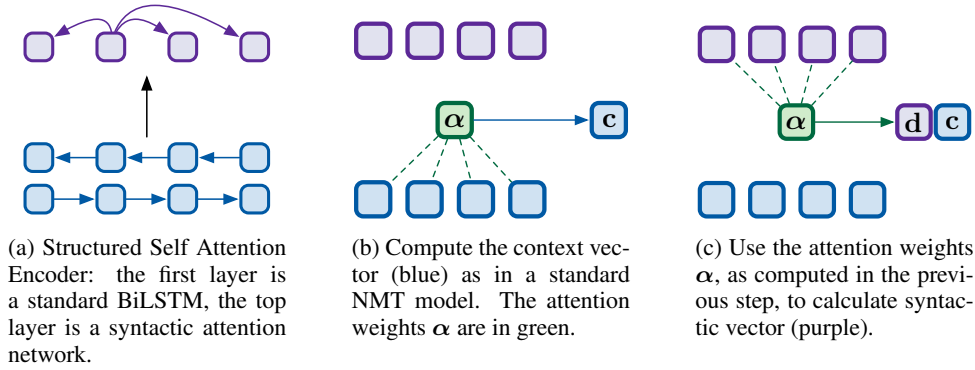 α
c
α
d
c
(a) Structured Self Attention
Encoder: the first layer is
a standard BiLSTM, the top
layer is a syntactic attention
network.
(b) Compute the context vec-
tor (blue) as in a standard
NMT model. The attention
weights α are in green.
(c) Use the attention weights
α, as computed in the previ-
ous step, to calculate syntac-
tic vector (purple).